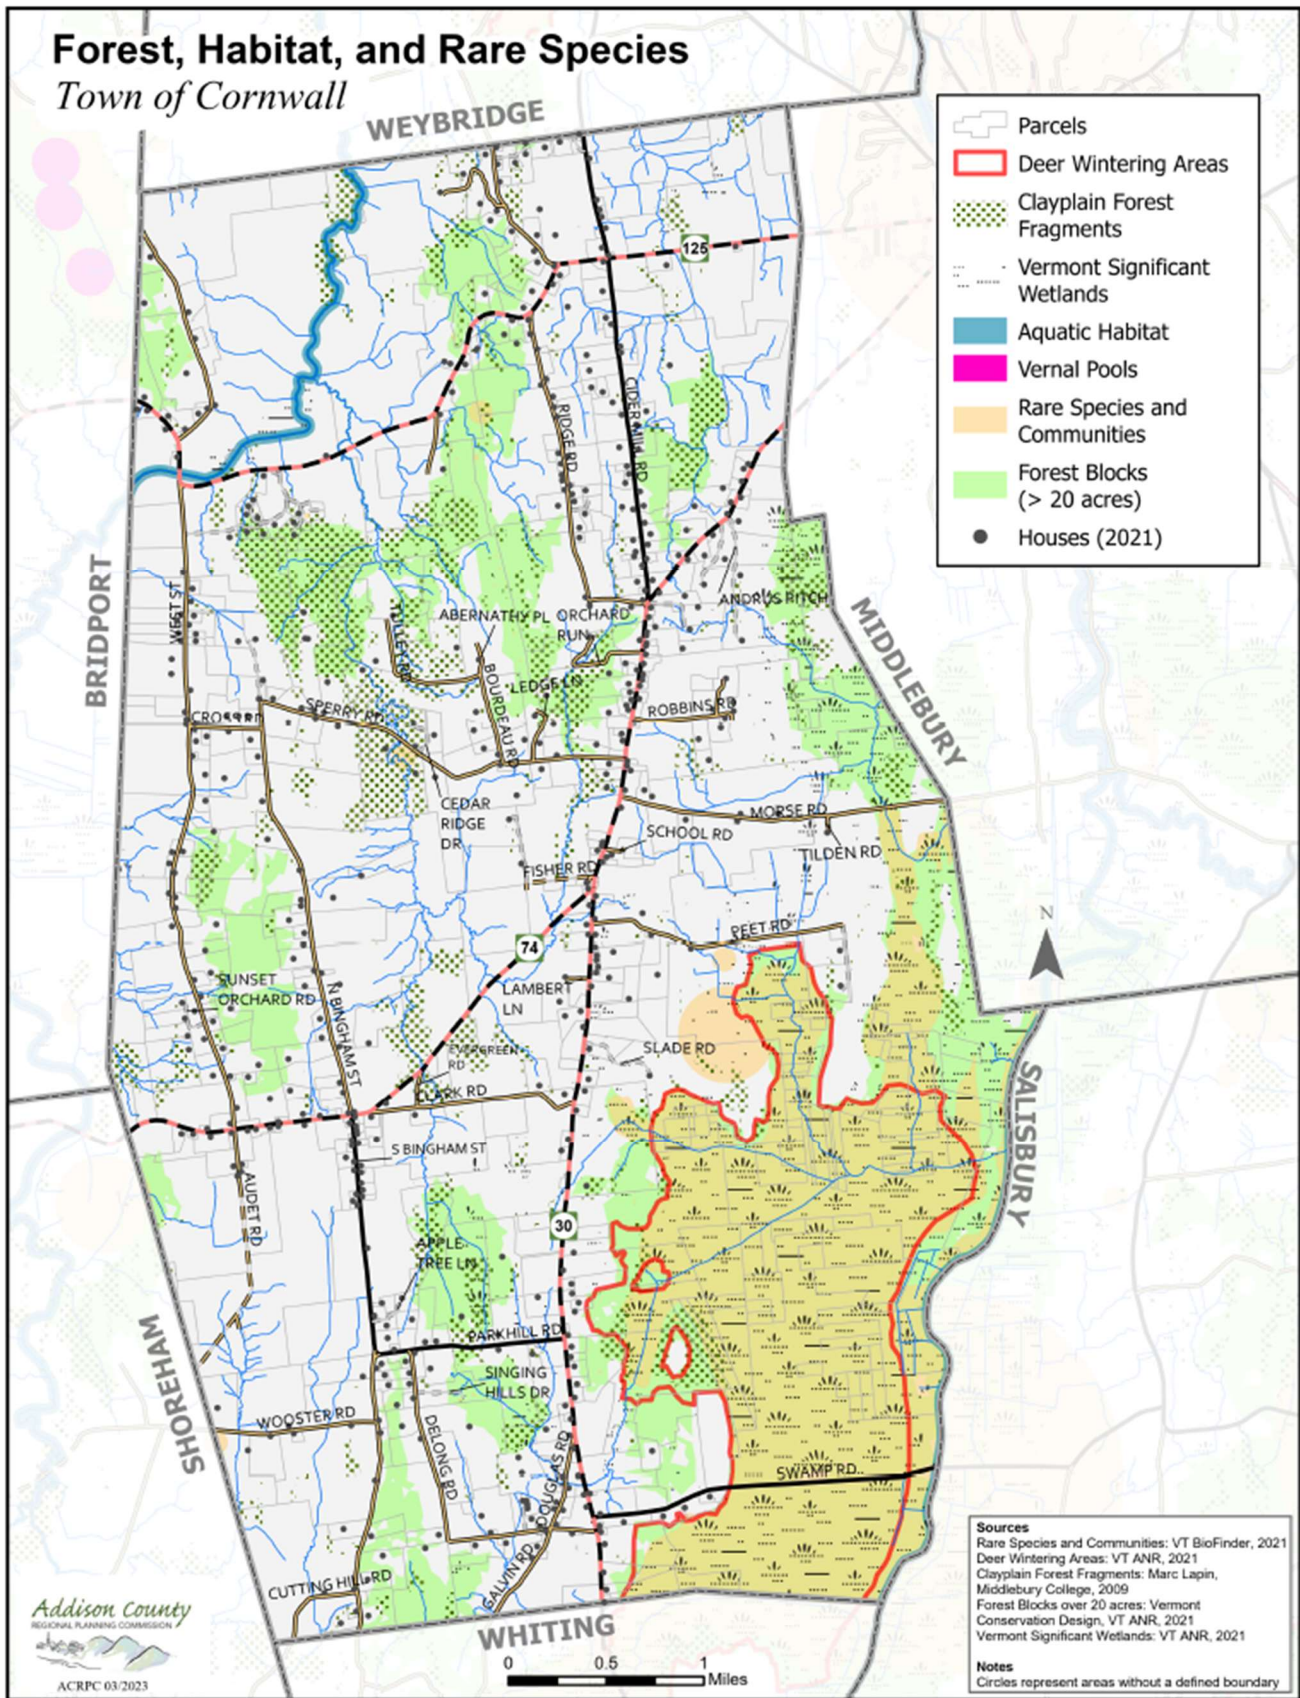 Forest, Habitat, and Rare Species
Town of Cornwall
WEYBRIDGE
Parcels
Deer Wintering Areas
Clayplain Forest
Fragments
Vermont Significant
Wetlands
Aquatic Habitat
Vernal Pools
Rare Species and
Communities
Forest Blocks
(> 20 acres)
Houses (2021)
125
RIDGE RD
CIDER MILL RD
BRIDPORT
WEST ST
TILLEY RD
ABERNATHY PL
ORCHARD
RUN
ANDRUS PITCH
MIDDLEBURY
BOURDEAU RD
LEDGE LN
ROBBINS RD
CROSS RD
SPERRY RD
CEDAR
RIDGE
DR
MORSE RD
SCHOOL RD
TILDEN RD
FISHER RD
PEET RD
N
74
SUNSET
ORCHARD RD
N BINGHAM ST
LAMBERT
LN
SLADE RD
EVERGREEN
RD
CLARK RD
SALISBURY
S BINGHAM ST
AUDET RD
30
APPLE
TREE LN
PARKHILL RD
SHOREHAM
SINGING
HILLS DR
WOOSTER RD
DELONG RD
DOUGLAS RD
SWAMP RD
CUTTING HILL RD
GALVIN RD
WHITING
Addison County
REGIONAL PLANNING COMMISSION
ACRPC 03/2023
0 0.5 1
Miles
Sources
Rare Species and Communities: VT BioFinder, 2021
Deer Wintering Areas: VT ANR, 2021
Clayplain Forest Fragments: Marc Lapin,
Middlebury College, 2009
Forest Blocks over 20 acres: Vermont
Conservation Design, VT ANR, 2021
Vermont Significant Wetlands: VT ANR, 2021
Notes
Circles represent areas without a defined boundary